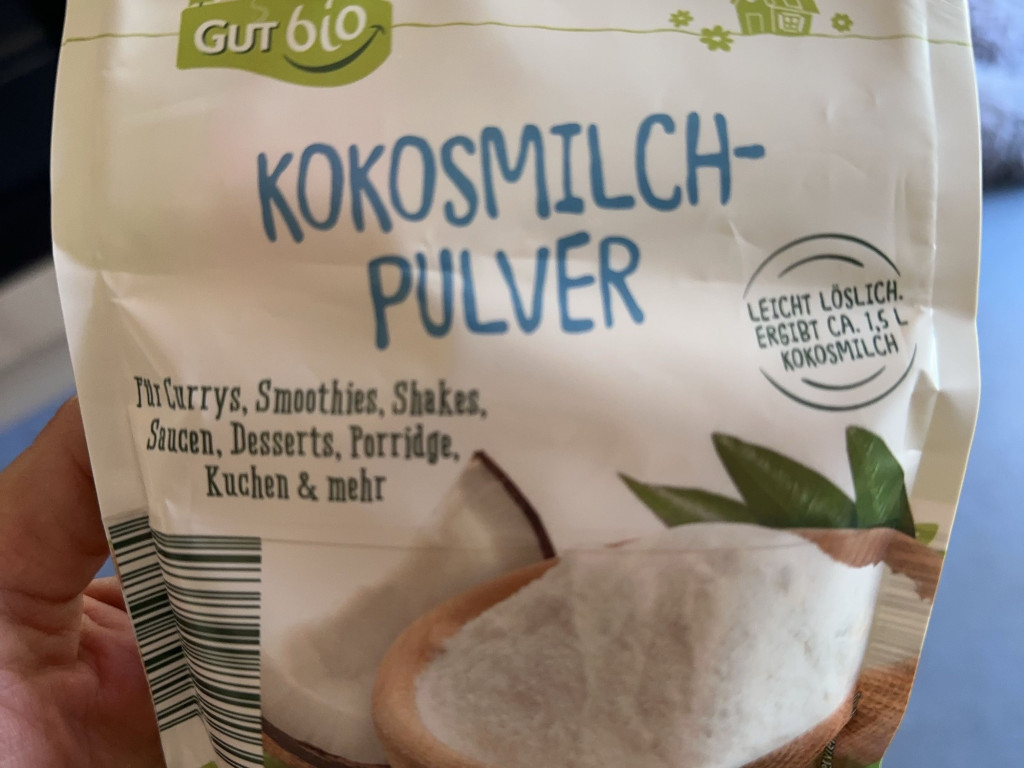 GUT bio
KOKOSMILCH-
PULVER
LEICHT LÖSLICH.
ERGIBT CA. 1,5 L
KOKOSMILCH
Für Currys, Smoothies, Shakes,
Saucen, Desserts, Porridge,
Kuchen & mehr